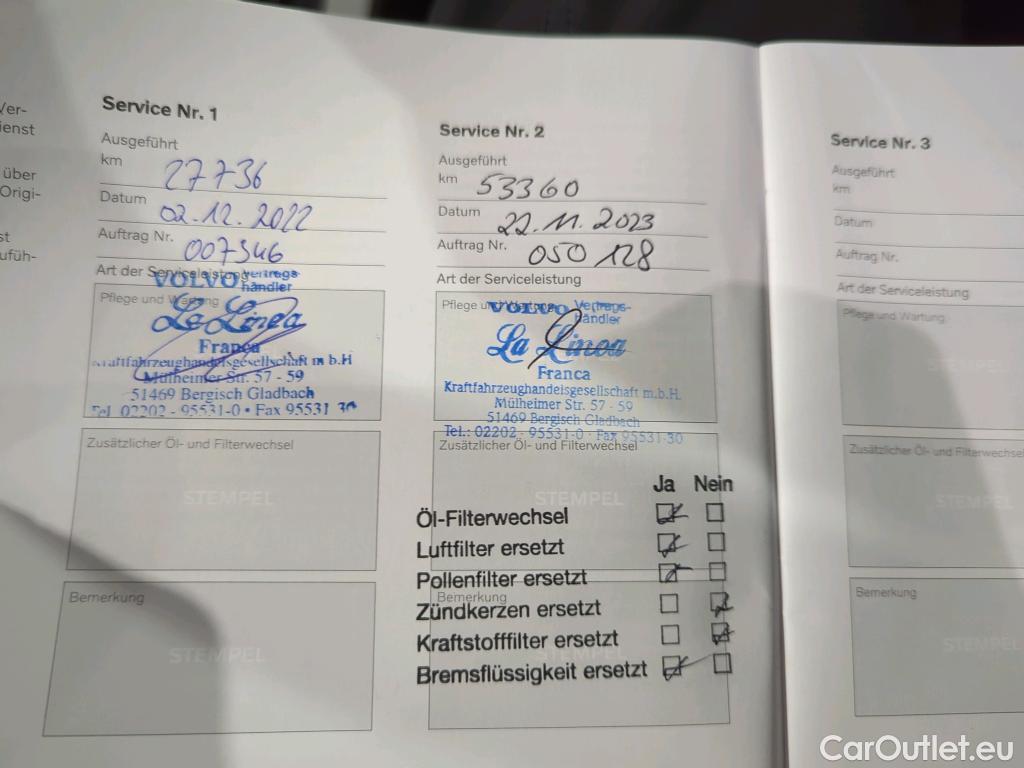 Ver-
ienst
über
Origi-
st
ufüh-
Service Nr. 1
Ausgeführt
km 27736
Datum 02.12.2022
Auftrag Nr. 007346
Art der Serviceleistung
Pflege und Wartung
VOLVO Vertrags-
händler
La Linea
Franca
Kraftfahrzeughandelsgesellschaft m b.H
Mülheimer Str. 57 - 59
51469 Bergisch Gladbach
Tel 02202 - 95531-0 • Fax 95531 30
Zusätzlicher Öl- und Filterwechsel
STEMPEL
Bemerkung
STEMPEL
Service Nr. 2
Ausgeführt
km 53360
Datum 22.11.2023
Auftrag Nr. 050128
Art der Serviceleistung
Pflege und Wartung
VOLVO Vertrags-
händler
La Linea
Franca
Kraftfahrzeughandelsgesellschaft m.b.H.
Mülheimer Str. 57 - 59
51469 Bergisch Gladbach
Tel.: 02202 - 95531-0 · Fax 95531-30
Zusätzlicher Öl- und Filterwechsel
STEMPEL
Ja Nein
Öl-Filterwechsel
Luftfilter ersetzt
Pollenfilter ersetzt
Bemerkung
Zündkerzen ersetzt
Kraftstofffilter ersetzt
Bremsflüssigkeit ersetzt
Service Nr. 3
Ausgeführt
km
Datum
Auftrag Nr.
Art der Serviceleistung
Pflege und Wartung
STEMPEL
Zusätzlicher Öl- und Filterwechsel
STEMPEL
Bemerkung
STEMPEL
CarOutlet.eu